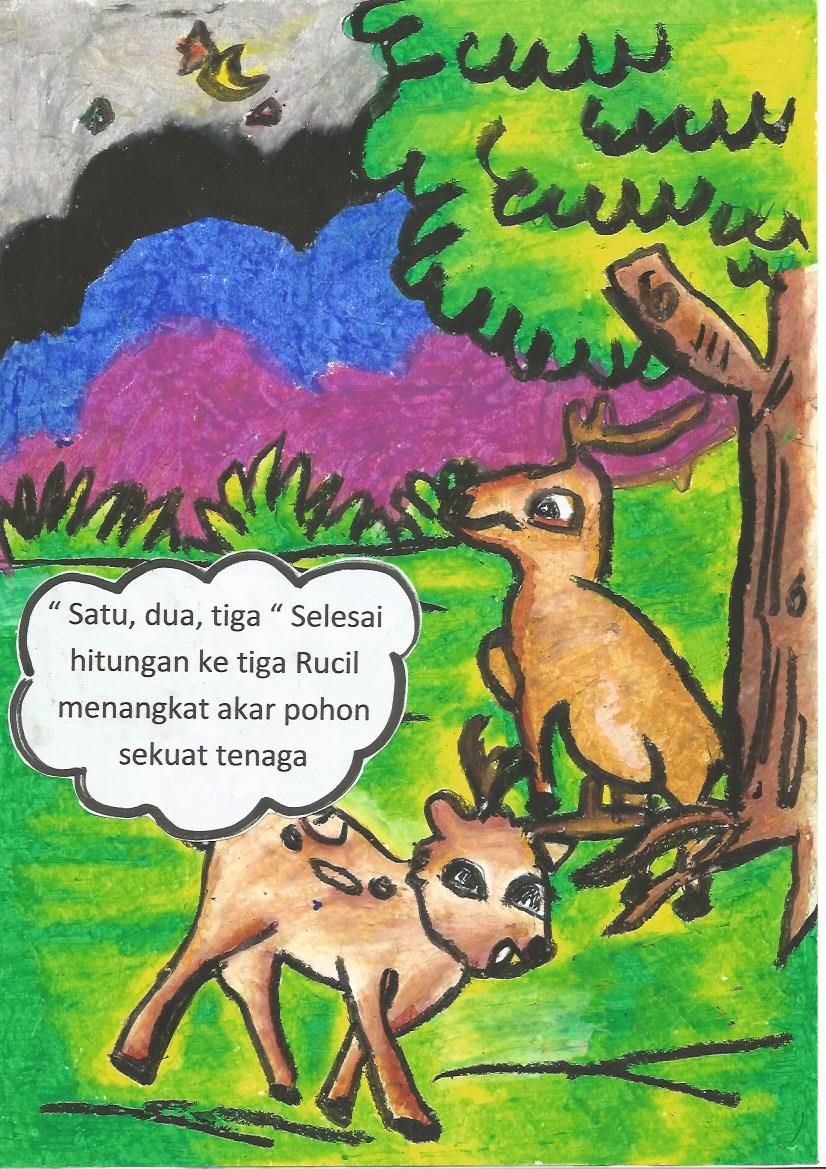 “ Satu, dua, tiga “ Selesai
hitungan ke tiga Rucil
menangkat akar pohon
sekuat tenaga